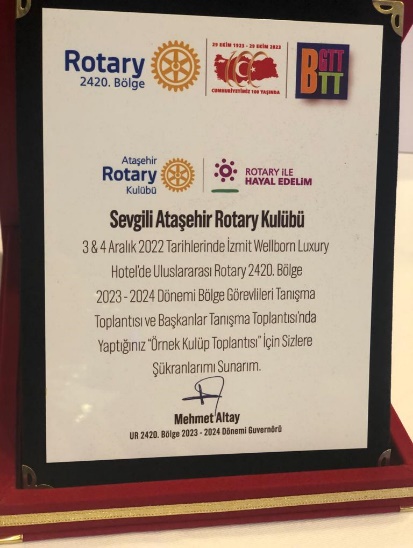 Rotary
2420. Bölge
29 EKİM 1923 - 29 EKİM 2023
CUMHURİYETİMİZ 100 YAŞINDA
BGTT
TT
Ataşehir
Rotary
Kulübü
ROTARY İLE
HAYAL EDELİM
Sevgili Ataşehir Rotary Kulübü
3 & 4 Aralık 2022 Tarihlerinde İzmit Wellborn Luxury
Hotel'de Uluslararası Rotary 2420. Bölge
2023 - 2024 Dönemi Bölge Görevlileri Tanışma
Toplantısı ve Başkanlar Tanışma Toplantısı'nda
Yaptığınız "Örnek Kulüp Toplantısı" İçin Sizlere
Şükranlarımı Sunarım.
Mehmet Altay
UR 2420. Bölge 2023 - 2024 Dönemi Guvernörü